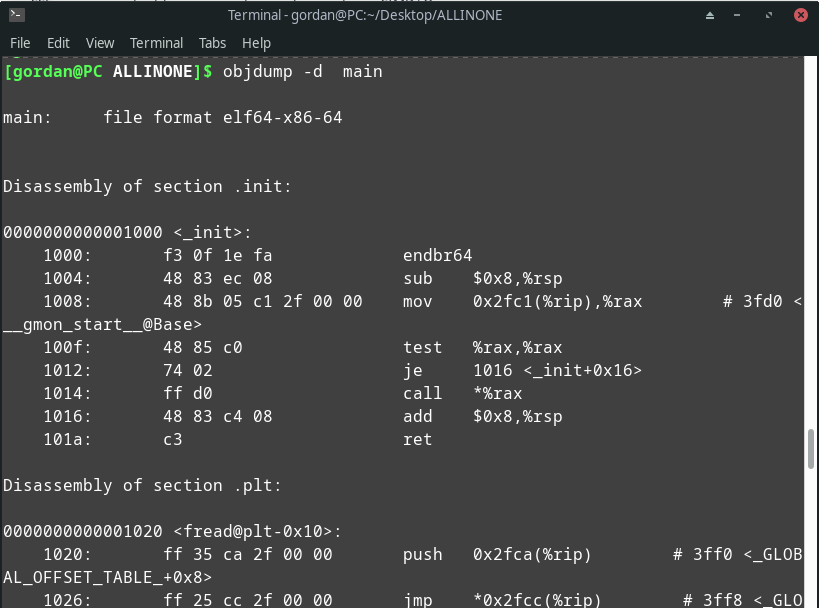 Terminal - gordan@PC:~/Desktop/ALLINONE
File Edit View Terminal Tabs Help
[gordan@PC ALLINONE]$ objdump -d  main
main:     file format elf64-x86-64
Disassembly of section .init:
0000000000001000 <_init>:
    1000:       f3 0f 1e fa             endbr64
    1004:       48 83 ec 08             sub    $0x8,%rsp
    1008:       48 8b 05 c1 2f 00 00    mov    0x2fc1(%rip),%rax        # 3fd0 <
__gmon_start__@Base>
    100f:       48 85 c0                test   %rax,%rax
    1012:       74 02                   je     1016 <_init+0x16>
    1014:       ff d0                   call   *%rax
    1016:       48 83 c4 08             add    $0x8,%rsp
    101a:       c3                      ret
Disassembly of section .plt:
0000000000001020 <fread@plt-0x10>:
    1020:       ff 35 ca 2f 00 00       push   0x2fca(%rip)        # 3ff0 <_GLOB
AL_OFFSET_TABLE_+0x8>
    1026:       ff 25 cc 2f 00 00       jmp    *0x2fcc(%rip)        # 3ff8 <_GLO